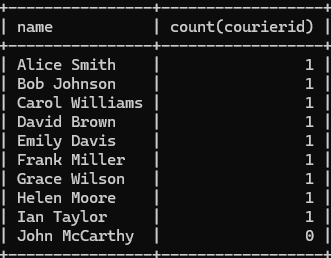 name | count(courierid)
Alice Smith | 1
Bob Johnson | 1
Carol Williams | 1
David Brown | 1
Emily Davis | 1
Frank Miller | 1
Grace Wilson | 1
Helen Moore | 1
Ian Taylor | 1
John McCarthy | 0